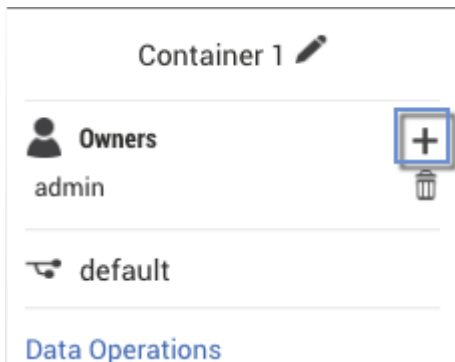 Container 1
Owners
admin
default
Data Operations